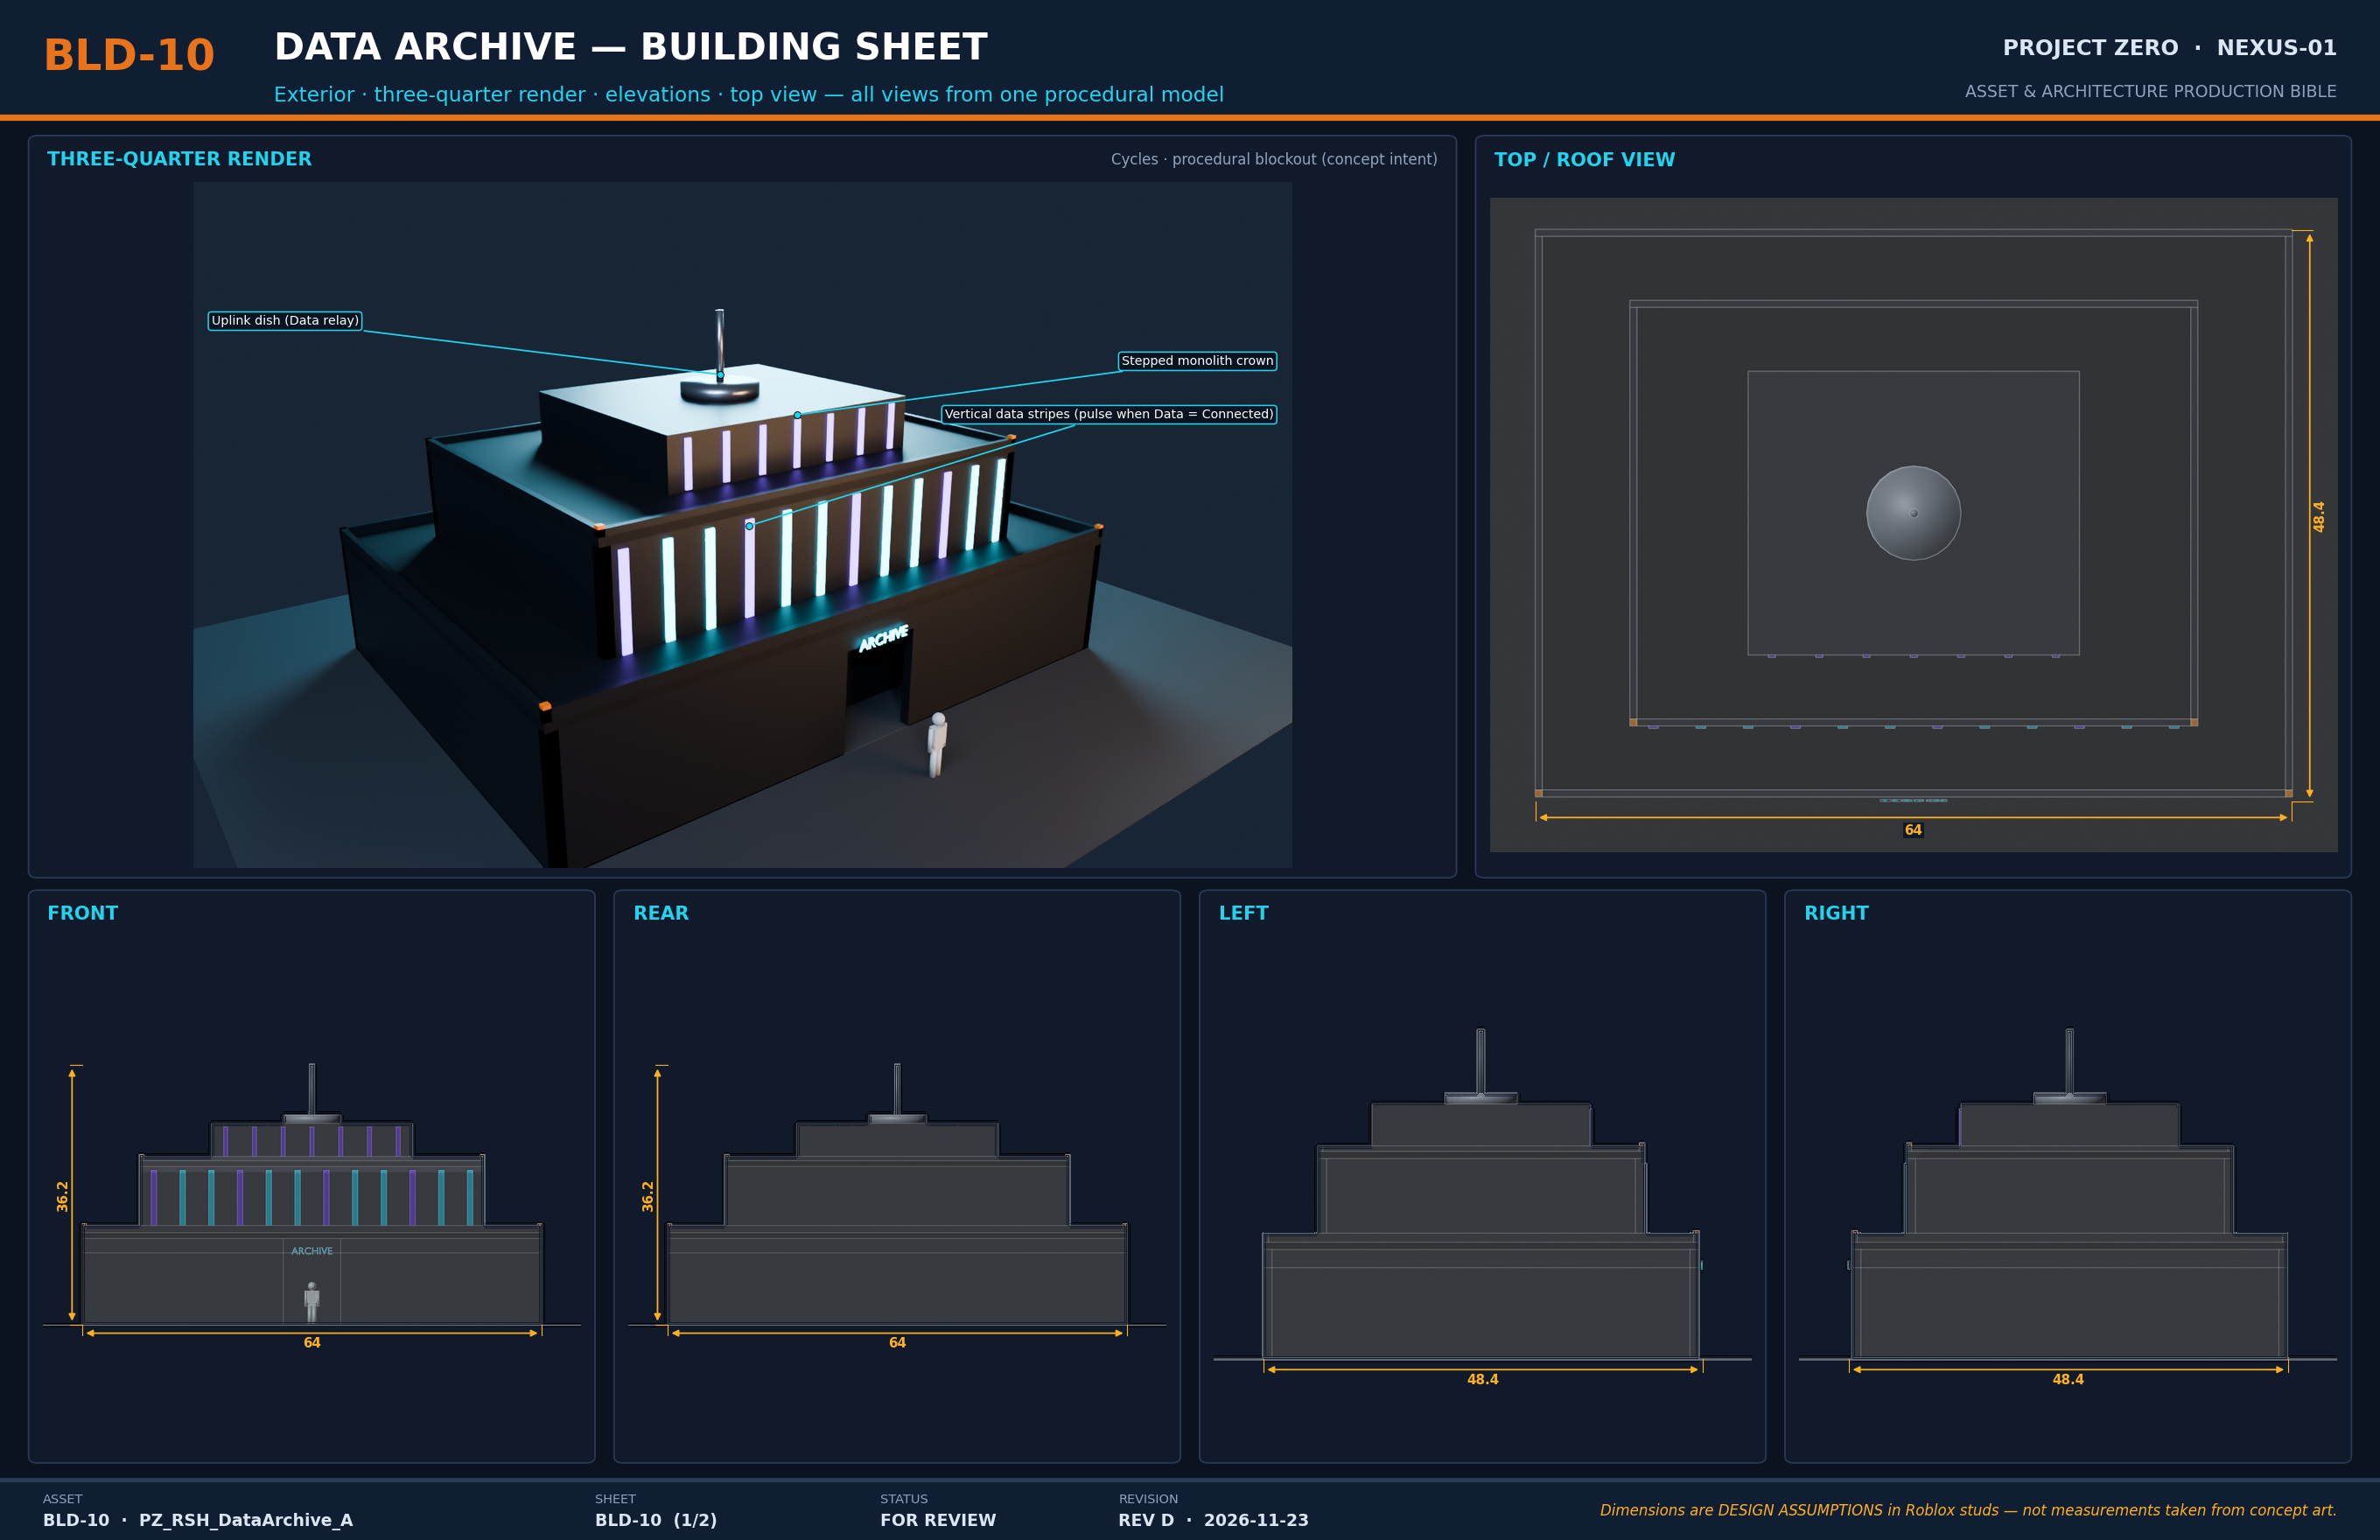 BLD-10
DATA ARCHIVE — BUILDING SHEET
Exterior · three-quarter render · elevations · top view — all views from one procedural model
PROJECT ZERO · NEXUS-01
ASSET & ARCHITECTURE PRODUCTION BIBLE
THREE-QUARTER RENDER
Cycles · procedural blockout (concept intent)
Uplink dish (Data relay)
Stepped monolith crown
Vertical data stripes (pulse when Data = Connected)
ARCHIVE
TOP / ROOF VIEW
48.4
64
FRONT
36.2
ARCHIVE
64
REAR
36.2
64
LEFT
48.4
RIGHT
48.4
ASSET
BLD-10 · PZ_RSH_DataArchive_A
SHEET
BLD-10 (1/2)
STATUS
FOR REVIEW
REVISION
REV D · 2026-11-23
Dimensions are DESIGN ASSUMPTIONS in Roblox studs — not measurements taken from concept art.